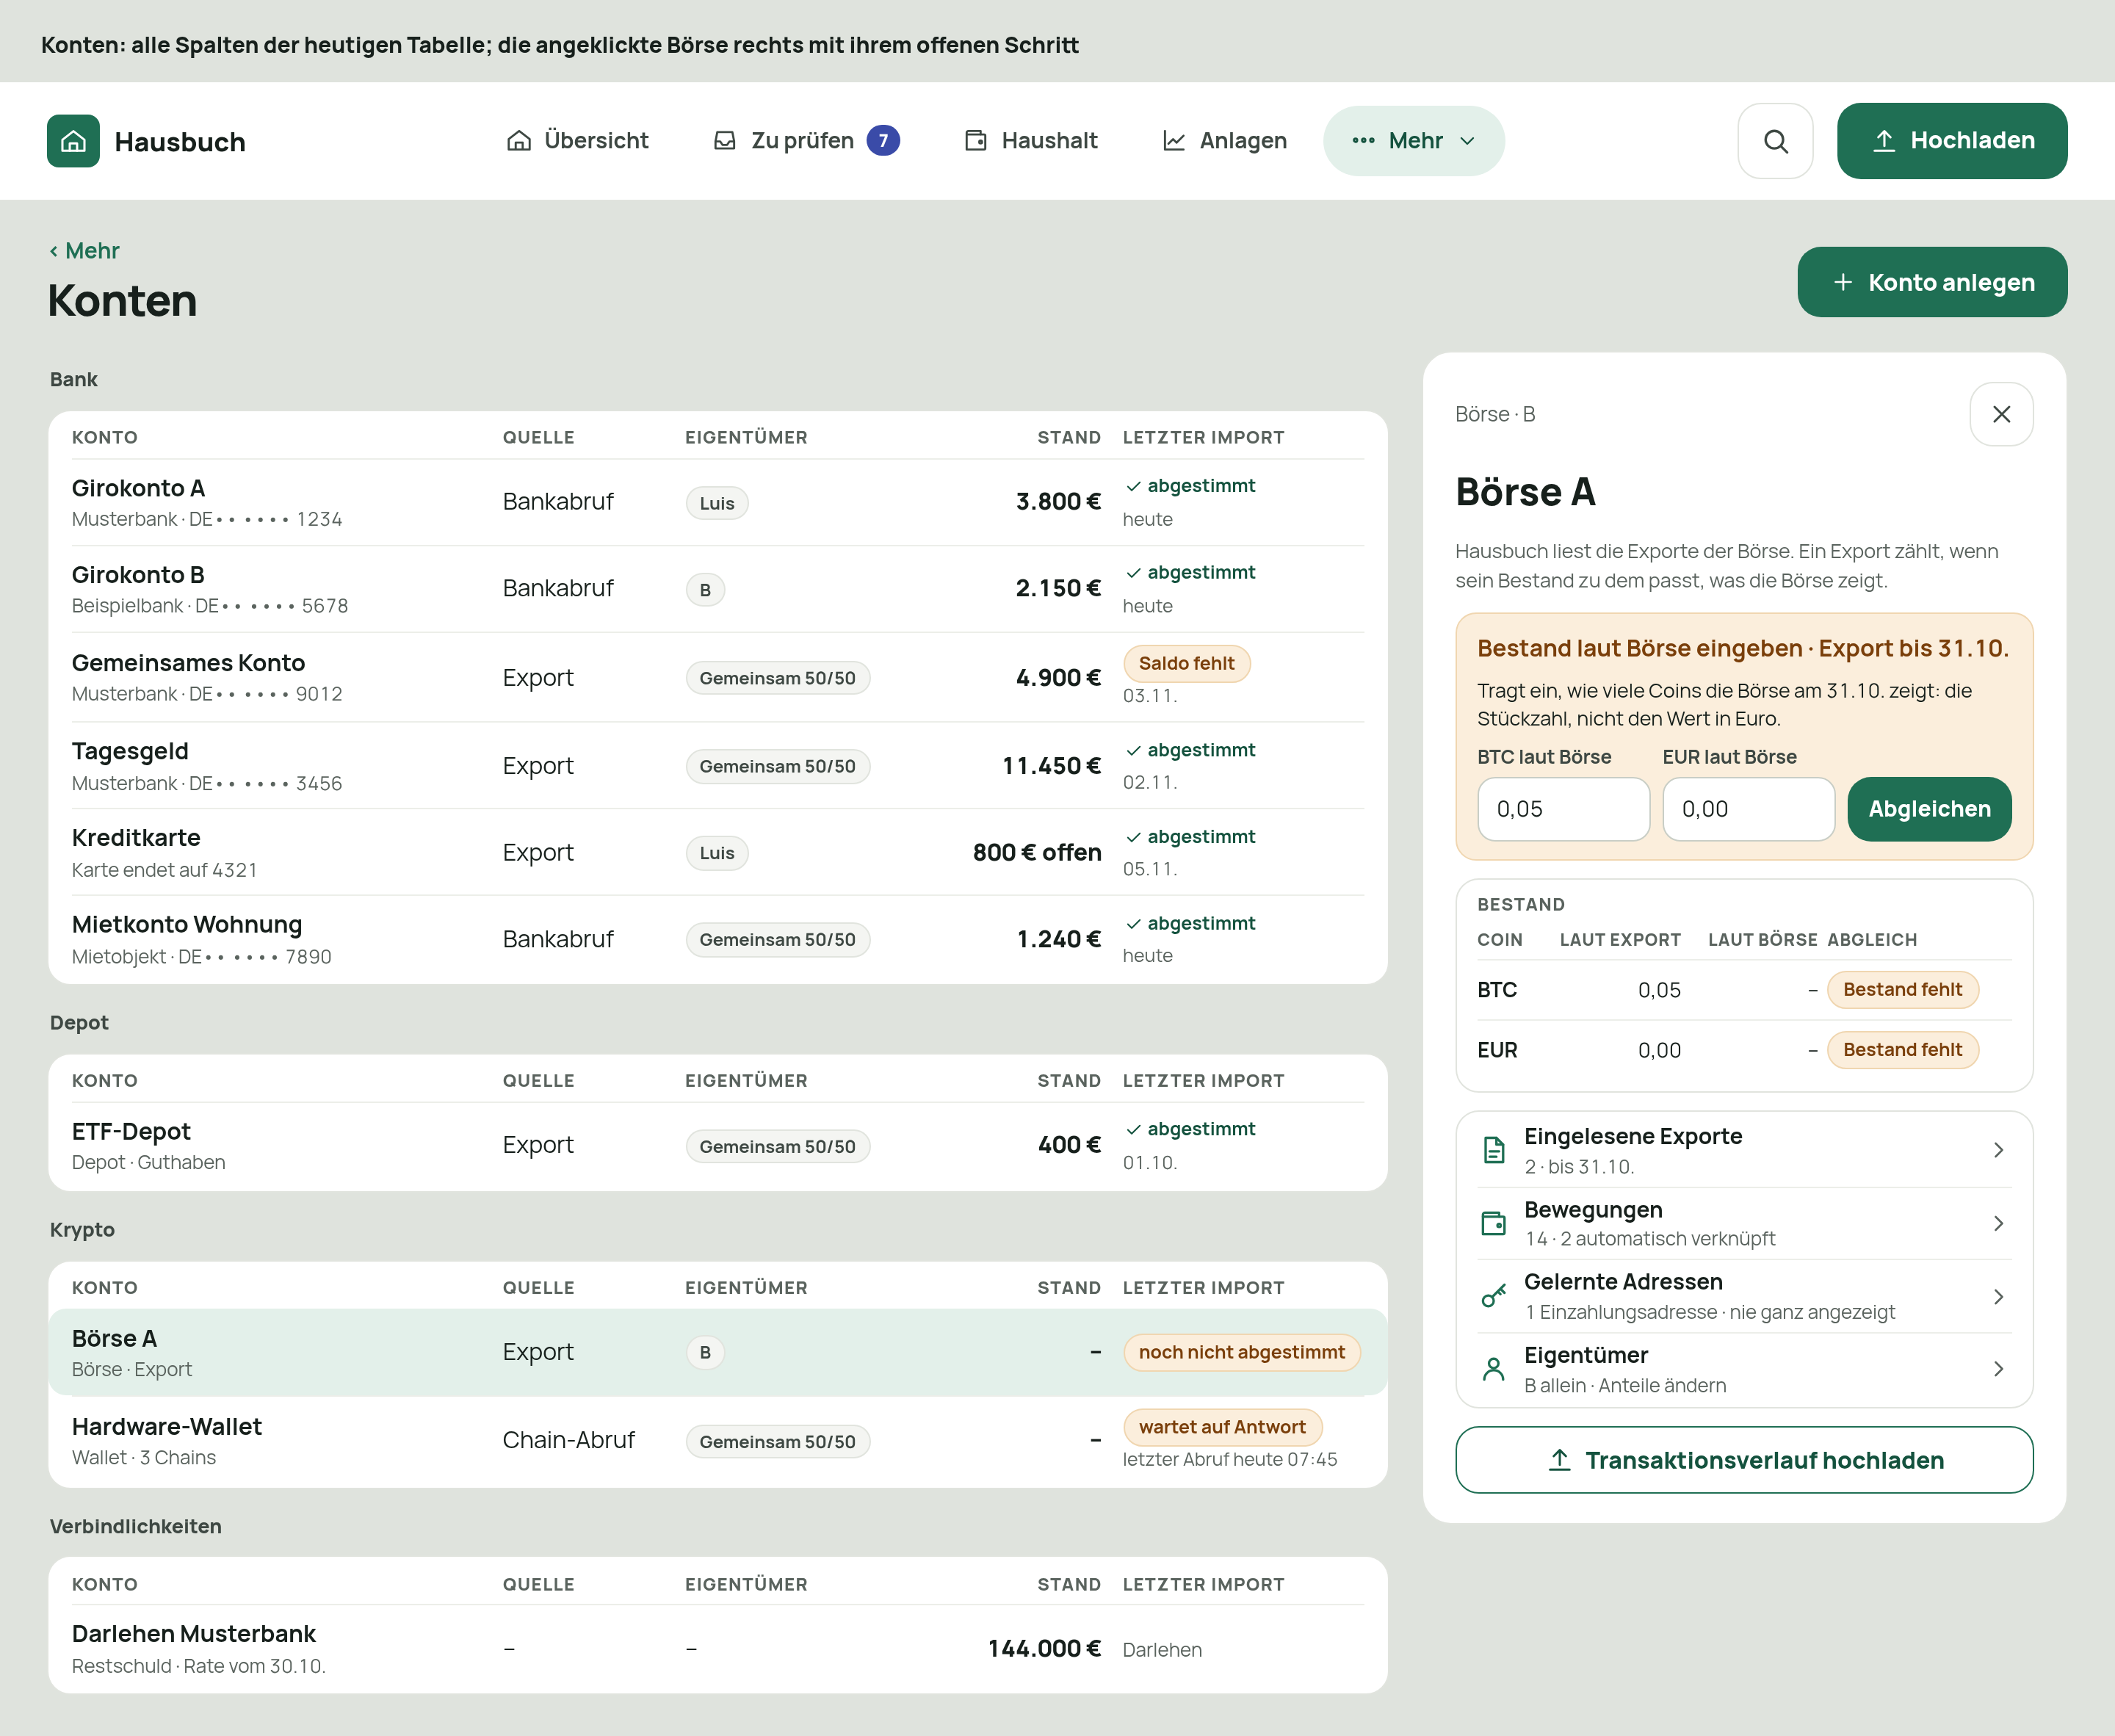 Konten: alle Spalten der heutigen Tabelle; die angeklickte Börse rechts mit ihrem offenen Schritt
Hausbuch
Übersicht
Zu prüfen 7
Haushalt
Anlagen
Mehr
Hochladen
‹ Mehr
Konten
Konto anlegen
Bank
KONTO QUELLE EIGENTÜMER STAND LETZTER IMPORT
Girokonto A Bankabruf Luis 3.800 € ✓ abgestimmt
Musterbank · DE•• •••• 1234 heute
Girokonto B Bankabruf B 2.150 € ✓ abgestimmt
Beispielbank · DE•• •••• 5678 heute
Gemeinsames Konto Export Gemeinsam 50/50 4.900 € Saldo fehlt
Musterbank · DE•• •••• 9012 03.11.
Tagesgeld Export Gemeinsam 50/50 11.450 € ✓ abgestimmt
Musterbank · DE•• •••• 3456 02.11.
Kreditkarte Export Luis 800 € offen ✓ abgestimmt
Karte endet auf 4321 05.11.
Mietkonto Wohnung Bankabruf Gemeinsam 50/50 1.240 € ✓ abgestimmt
Mietobjekt · DE•• •••• 7890 heute
Depot
KONTO QUELLE EIGENTÜMER STAND LETZTER IMPORT
ETF-Depot Export Gemeinsam 50/50 400 € ✓ abgestimmt
Depot · Guthaben 01.10.
Krypto
KONTO QUELLE EIGENTÜMER STAND LETZTER IMPORT
Börse A Export B – noch nicht abgestimmt
Börse · Export
Hardware-Wallet Chain-Abruf Gemeinsam 50/50 – wartet auf Antwort
Wallet · 3 Chains letzter Abruf heute 07:45
Verbindlichkeiten
KONTO QUELLE EIGENTÜMER STAND LETZTER IMPORT
Darlehen Musterbank – – 144.000 € Darlehen
Restschuld · Rate vom 30.10.
Börse · B
Börse A
Hausbuch liest die Exporte der Börse. Ein Export zählt, wenn
sein Bestand zu dem passt, was die Börse zeigt.
Bestand laut Börse eingeben · Export bis 31.10.
Tragt ein, wie viele Coins die Börse am 31.10. zeigt: die
Stückzahl, nicht den Wert in Euro.
BTC laut Börse EUR laut Börse
0,05 0,00 Abgleichen
BESTAND
COIN LAUT EXPORT LAUT BÖRSE ABGLEICH
BTC 0,05 – Bestand fehlt
EUR 0,00 – Bestand fehlt
Eingelesene Exporte
2 · bis 31.10.
Bewegungen
14 · 2 automatisch verknüpft
Gelernte Adressen
1 Einzahlungsadresse · nie ganz angezeigt
Eigentümer
B allein · Anteile ändern
Transaktionsverlauf hochladen